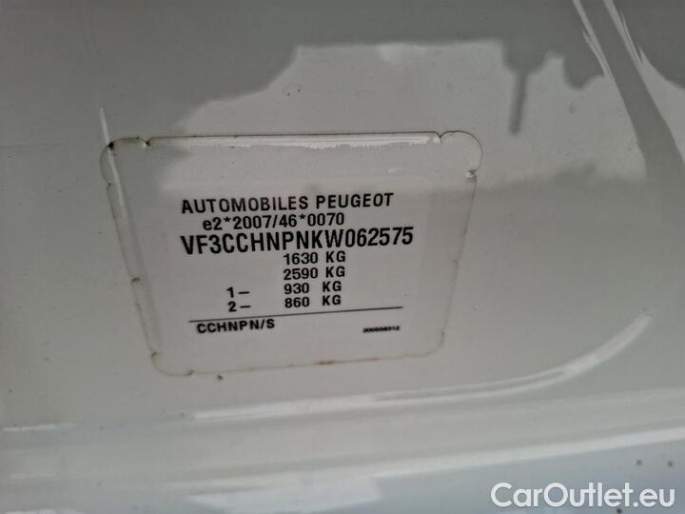 AUTOMOBILES PEUGEOT
e2*2007/46*0070
VF3CCHNPNKW062575
1630 KG
2590 KG
1– 930 KG
2– 860 KG
CCHNPN/S
CarOutlet.eu